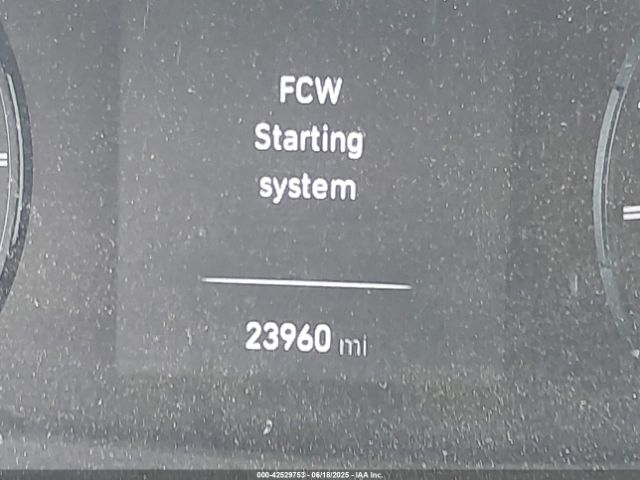 FCW
Starting
system
23960 mi
000-42529753 - 06/18/2025 - IAA Inc.